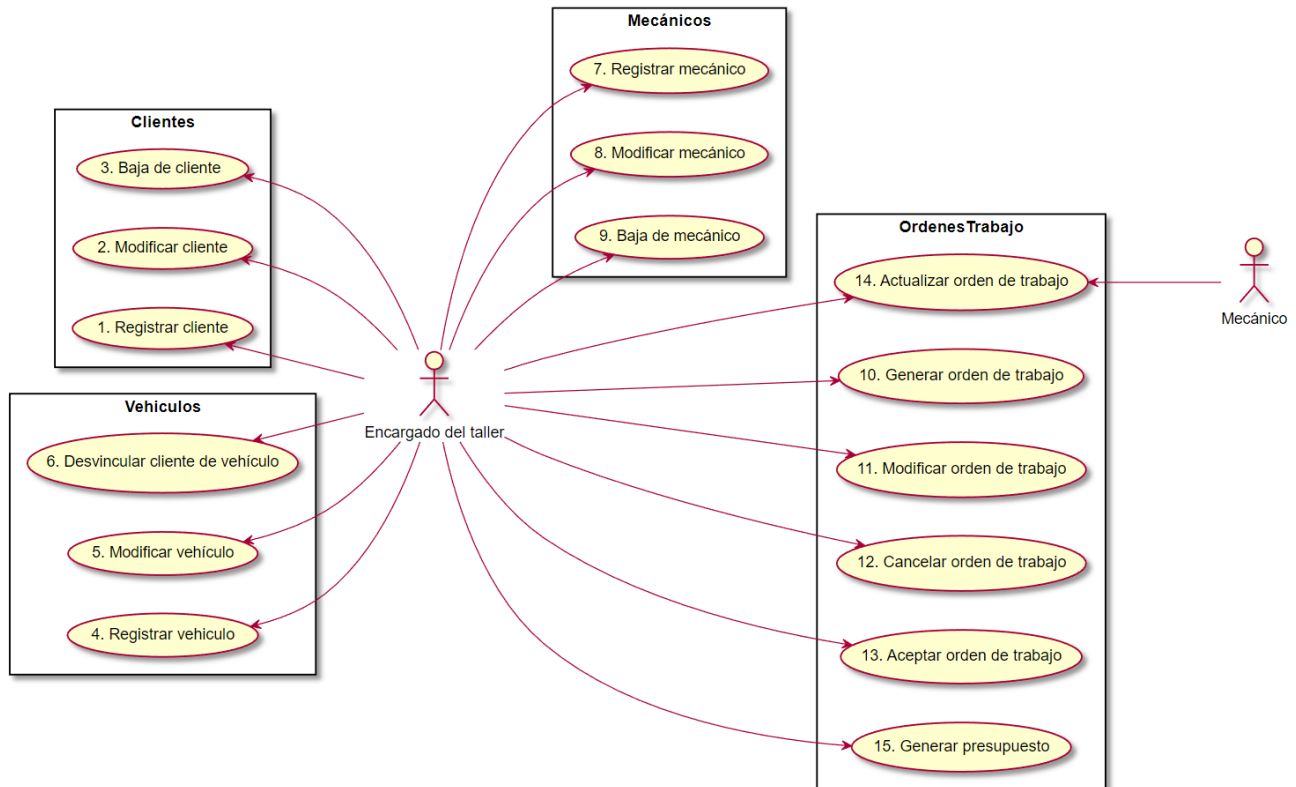 Mecánicos
7. Registrar mecánico
8. Modificar mecánico
9. Baja de mecánico
Clientes
3. Baja de cliente
2. Modificar cliente
1. Registrar cliente
Vehiculos
6. Desvincular cliente de vehículo
5. Modificar vehículo
4. Registrar vehiculo
Encargado del taller
OrdenesTrabajo
14. Actualizar orden de trabajo
10. Generar orden de trabajo
11. Modificar orden de trabajo
12. Cancelar orden de trabajo
13. Aceptar orden de trabajo
15. Generar presupuesto
Mecánico